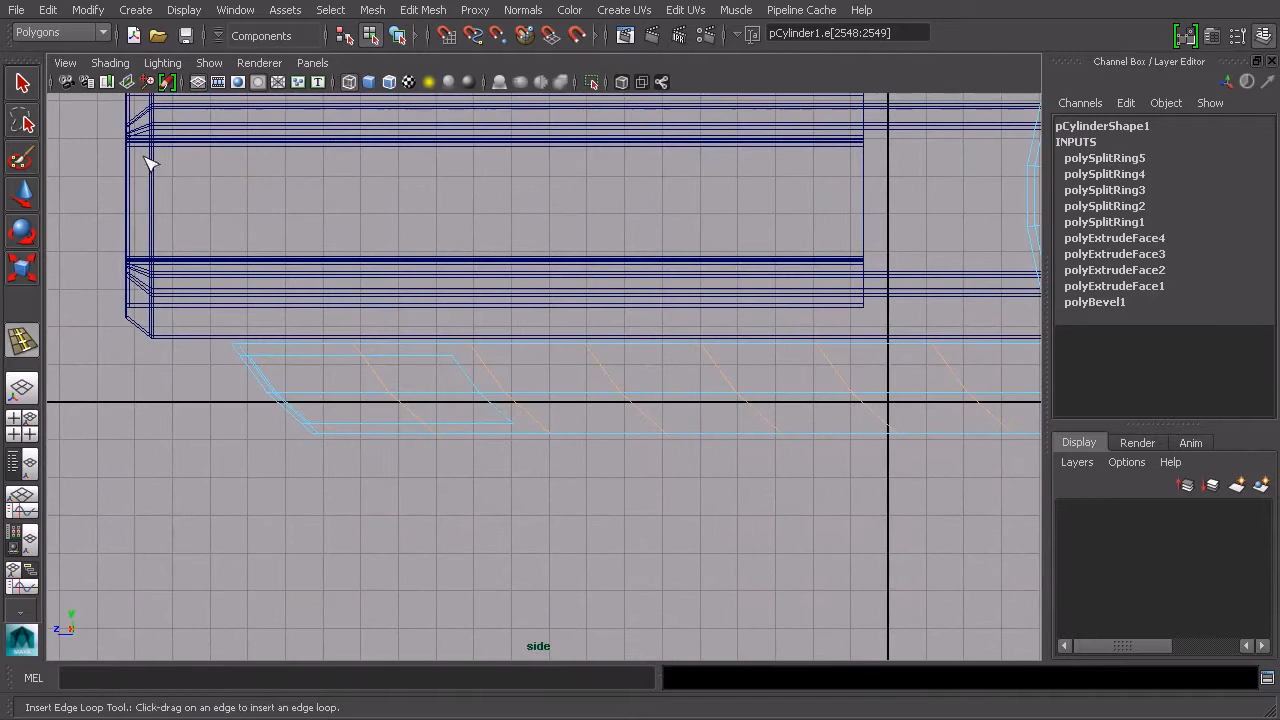 File Edit Modify Create Display Window Assets Select Mesh Edit Mesh Proxy Normals Color Create UVs Edit UVs Muscle Pipeline Cache Help
Polygons Components pCylinder1.e[2548:2549]
View Shading Lighting Show Renderer Panels
Channel Box / Layer Editor
Channels Edit Object Show
pCylinderShape1
INPUTS
polySplitRing5
polySplitRing4
polySplitRing3
polySplitRing2
polySplitRing1
polyExtrudeFace4
polyExtrudeFace3
polyExtrudeFace2
polyExtrudeFace1
polyBevel1
Display Render Anim
Layers Options Help
y
z x
side
MEL
Insert Edge Loop Tool.: Click-drag on an edge to insert an edge loop.